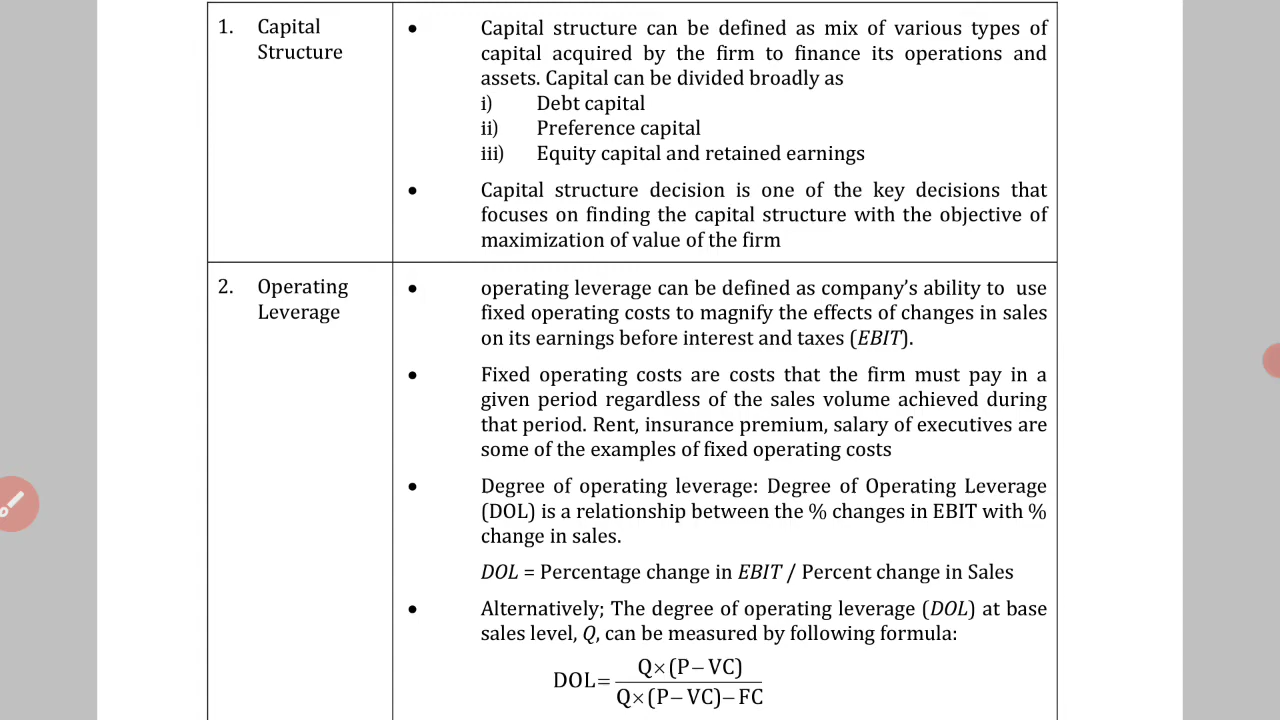 1. Capital
Structure
• Capital structure can be defined as mix of various types of
capital acquired by the firm to finance its operations and
assets. Capital can be divided broadly as
i) Debt capital
ii) Preference capital
iii) Equity capital and retained earnings
• Capital structure decision is one of the key decisions that
focuses on finding the capital structure with the objective of
maximization of value of the firm
2. Operating
Leverage
• operating leverage can be defined as company’s ability to use
fixed operating costs to magnify the effects of changes in sales
on its earnings before interest and taxes (EBIT).
• Fixed operating costs are costs that the firm must pay in a
given period regardless of the sales volume achieved during
that period. Rent, insurance premium, salary of executives are
some of the examples of fixed operating costs
• Degree of operating leverage: Degree of Operating Leverage
(DOL) is a relationship between the % changes in EBIT with %
change in sales.
DOL = Percentage change in EBIT / Percent change in Sales
• Alternatively; The degree of operating leverage (DOL) at base
sales level, Q, can be measured by following formula:
Q×(P– VC)
DOL=
Q×(P– VC)– FC